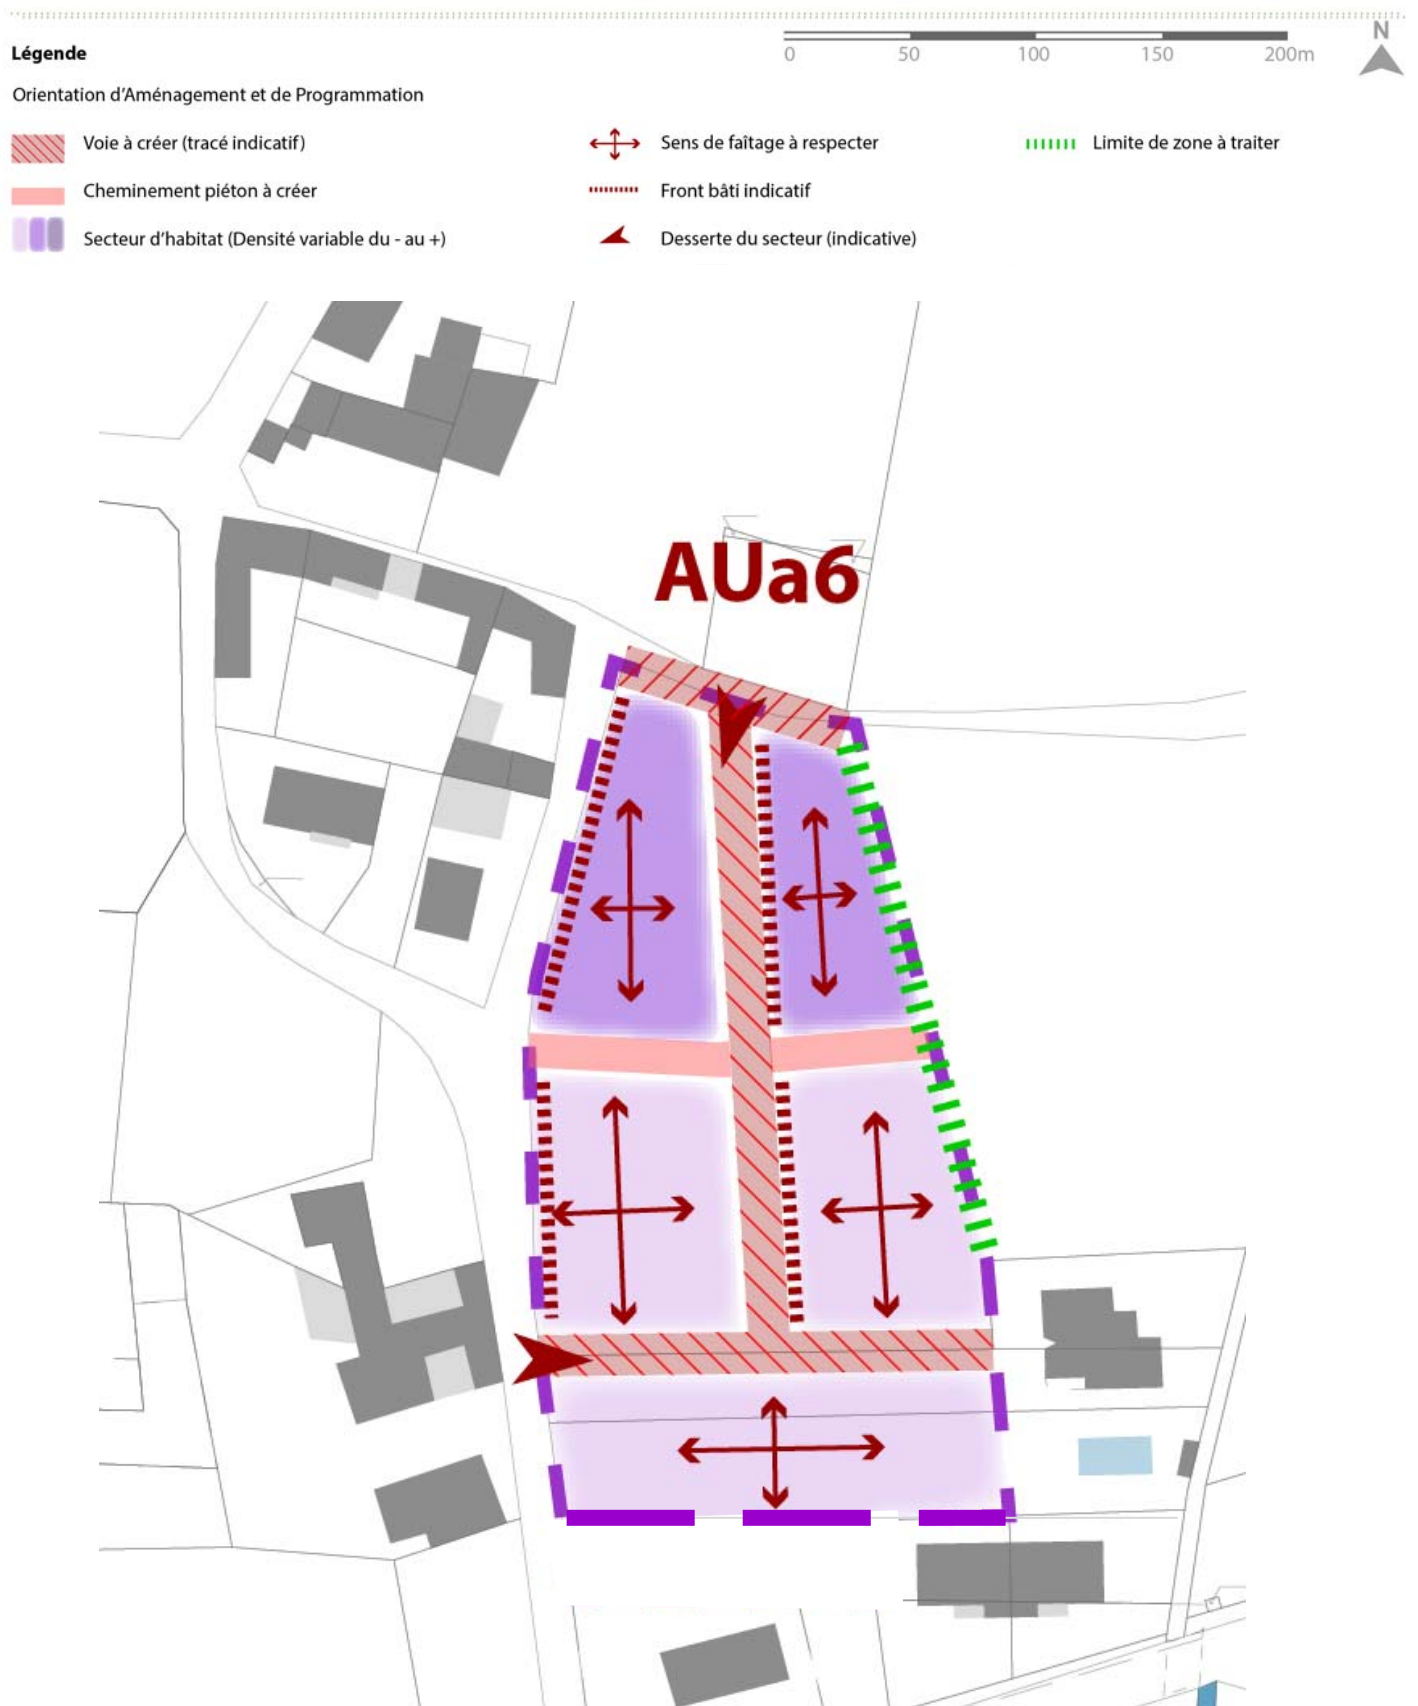 Légende
0 50 100 150 200m
N
Orientation d'Aménagement et de Programmation
Voie à créer (tracé indicatif)
Sens de faîtage à respecter
Limite de zone à traiter
Cheminement piéton à créer
Front bâti indicatif
Secteur d'habitat (Densité variable du - au +)
Desserte du secteur (indicative)
AUa6